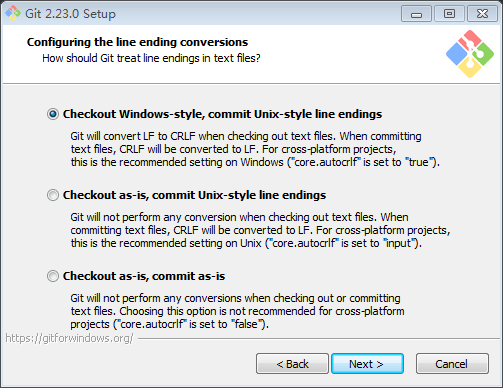 Git 2.23.0 Setup
Configuring the line ending conversions
How should Git treat line endings in text files?
Checkout Windows-style, commit Unix-style line endings
Git will convert LF to CRLF when checking out text files. When committing
text files, CRLF will be converted to LF. For cross-platform projects,
this is the recommended setting on Windows ("core.autocrlf" is set to "true").
Checkout as-is, commit Unix-style line endings
Git will not perform any conversion when checking out text files. When
committing text files, CRLF will be converted to LF. For cross-platform projects,
this is the recommended setting on Unix ("core.autocrlf" is set to "input").
Checkout as-is, commit as-is
Git will not perform any conversions when checking out or committing
text files. Choosing this option is not recommended for cross-platform
projects ("core.autocrlf" is set to "false").
https://gitforwindows.org/
< Back
Next >
Cancel